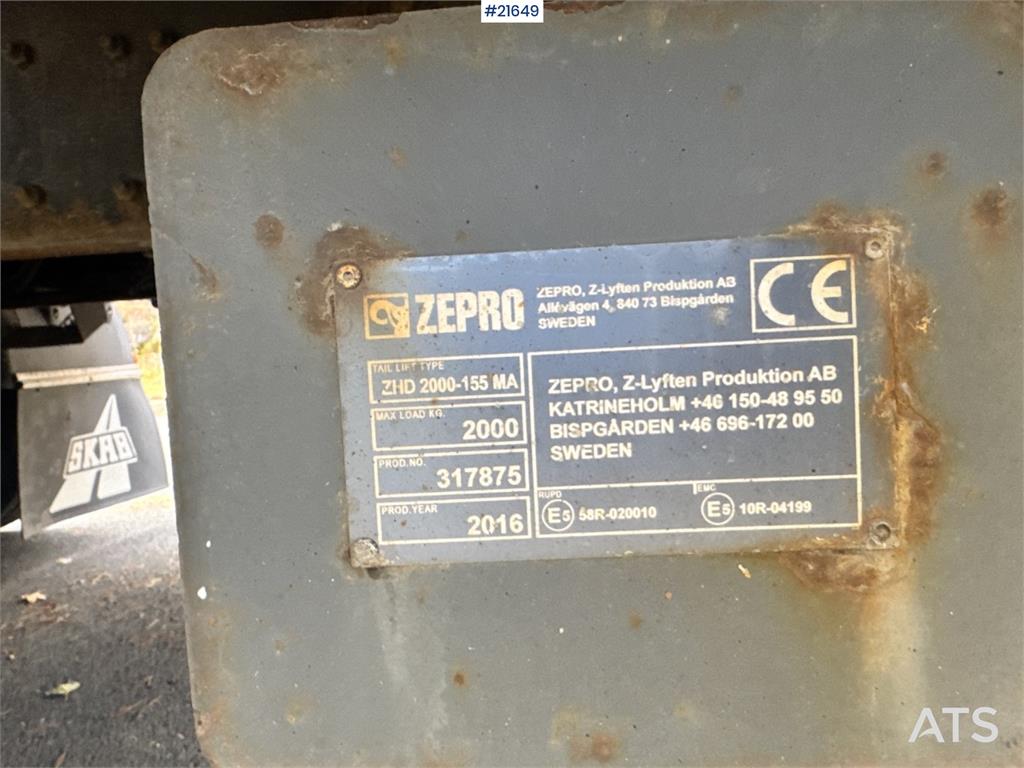 #21649
ZEPRO
ZEPRO, Z-Lyften Produktion AB
Allévägen 4, 840 73 Bispgården
SWEDEN
CE
TAIL LIFT TYPE
ZHD 2000-155 MA
MAX LOAD KG.
2000
PROD.NO.
317875
PROD.YEAR
2016
ZEPRO, Z-Lyften Produktion AB
KATRINEHOLM +46 150-48 95 50
BISPGÅRDEN +46 696-172 00
SWEDEN
RUPD
E5 58R-020010
EMC
E5 10R-04199
SKAB
ATS